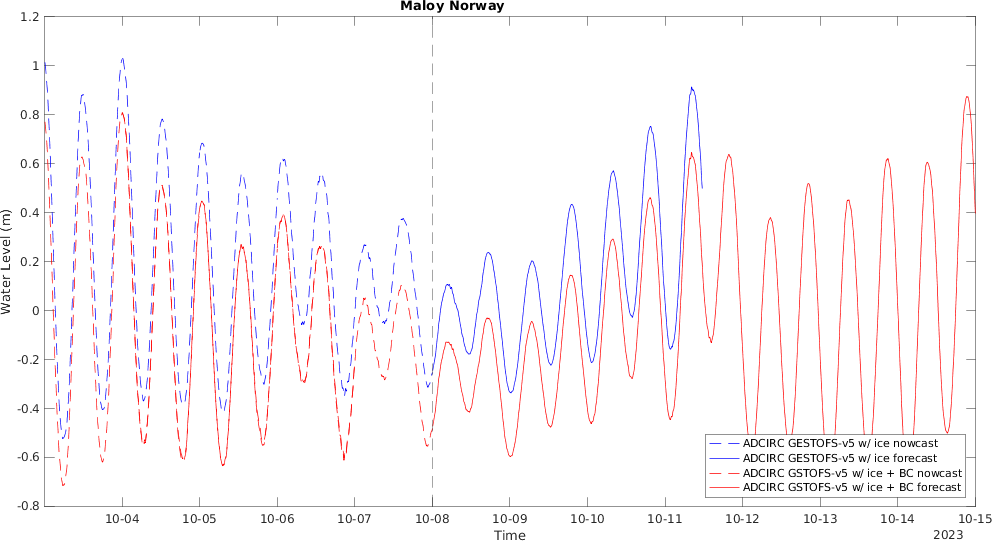 Maloy Norway
1.2
1
0.8
0.6
0.4
0.2
0
-0.2
-0.4
-0.6
-0.8
Water Level (m)
10-04 10-05 10-06 10-07 10-08 10-09 10-10 10-11 10-12 10-13 10-14 10-15
Time
2023
ADCIRC GESTOFS-v5 w/ ice nowcast
ADCIRC GESTOFS-v5 w/ ice forecast
ADCIRC GSTOFS-v5 w/ ice + BC nowcast
ADCIRC GSTOFS-v5 w/ ice + BC forecast